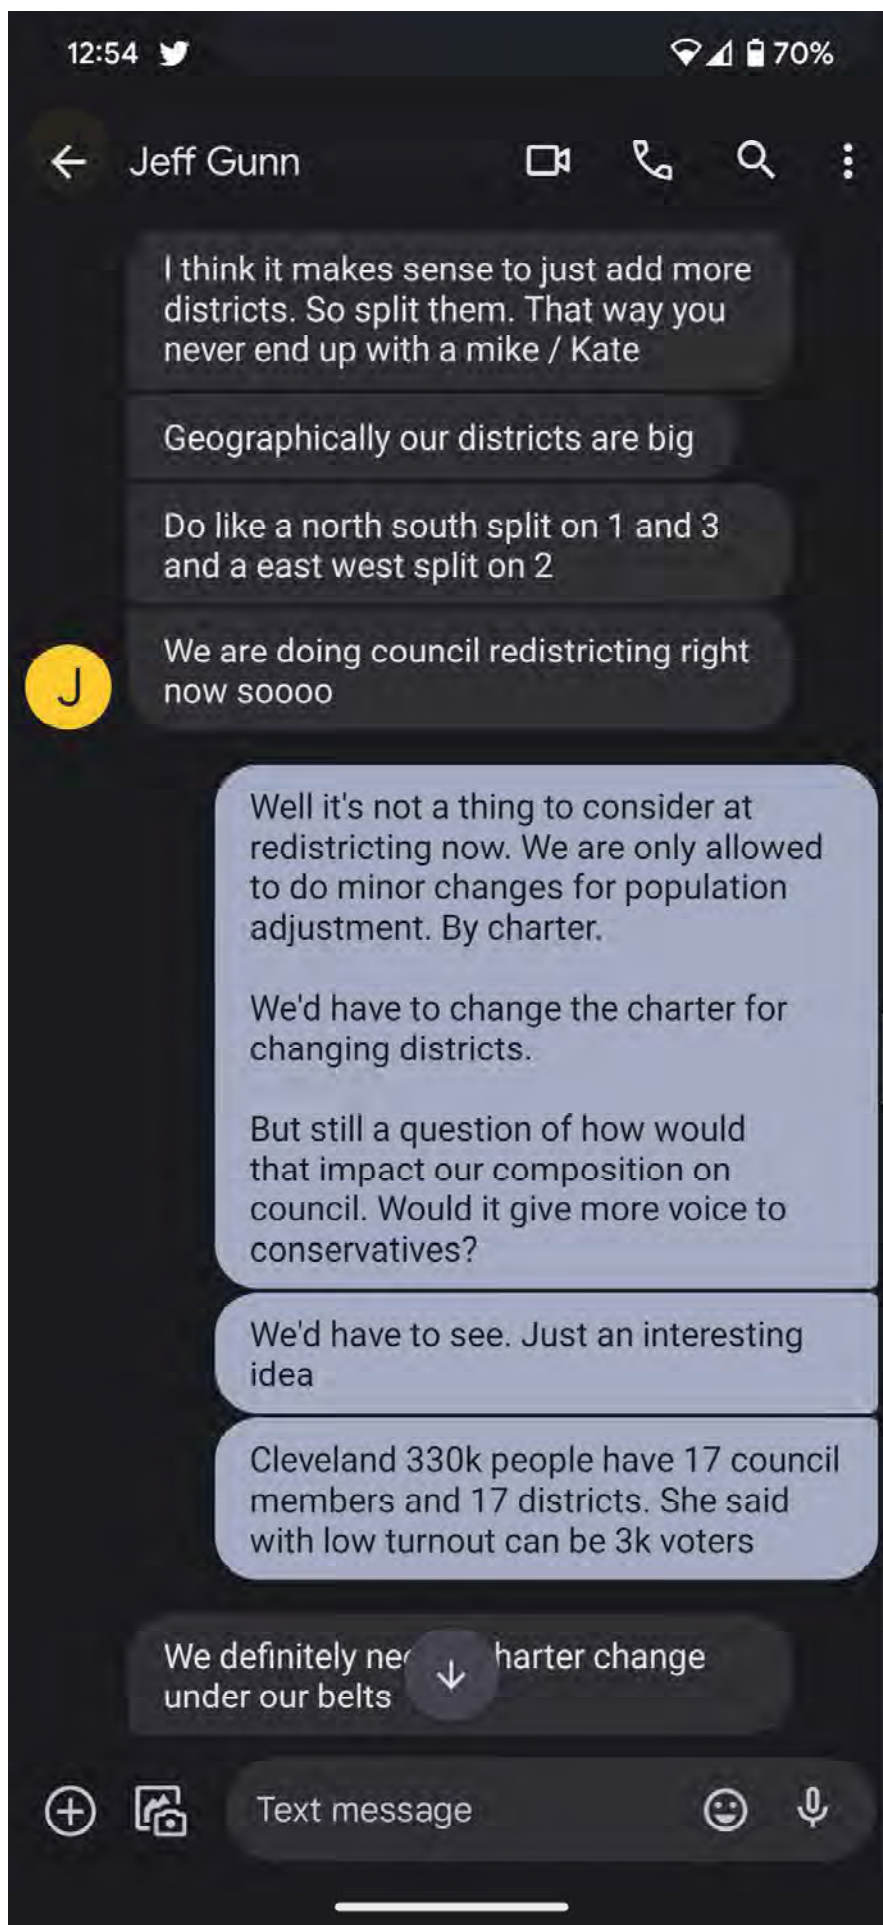 12:54
70%
Jeff Gunn
I think it makes sense to just add more
districts. So split them. That way you
never end up with a mike / Kate
Geographically our districts are big
Do like a north south split on 1 and 3
and a east west split on 2
We are doing council redistricting right
now soooo
J
Well it's not a thing to consider at
redistricting now. We are only allowed
to do minor changes for population
adjustment. By charter.
We'd have to change the charter for
changing districts.
But still a question of how would
that impact our composition on
council. Would it give more voice to
conservatives?
We'd have to see. Just an interesting
idea
Cleveland 330k people have 17 council
members and 17 districts. She said
with low turnout can be 3k voters
We definitely change
under our belts
Text message